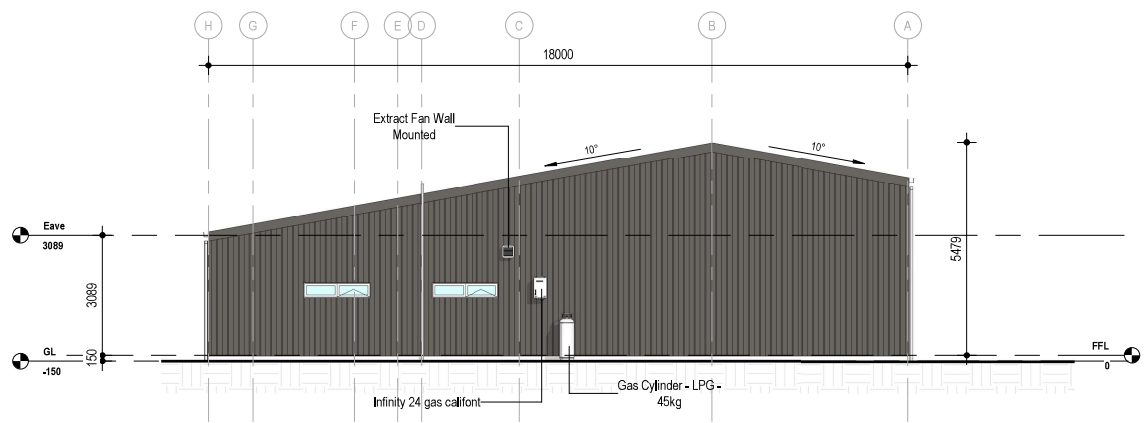 H G F E D C B A
18000
Extract Fan Wall
Mounted
10°
10°
Eave
3089
3089
5479
GL
-150
150
FFL
0
Gas Cylinder - LPG -
45kg
Infinity 24 gas califont